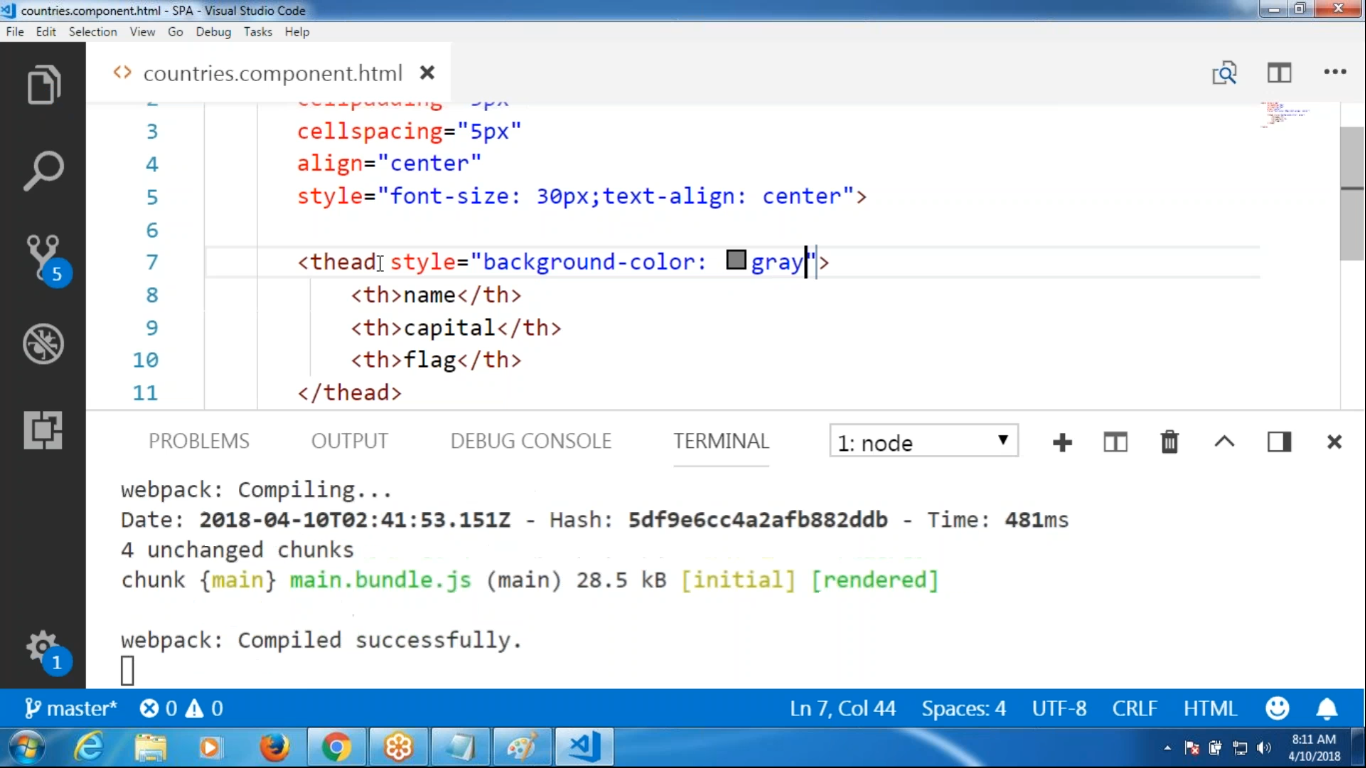 countries.component.html - SPA - Visual Studio Code
File Edit Selection View Go Debug Tasks Help
countries.component.html
2 cellpadding="5px"
3 cellspacing="5px"
4 align="center"
5 style="font-size: 30px;text-align: center">
6
7 <thead style="background-color: gray">
8 <th>name</th>
9 <th>capital</th>
10 <th>flag</th>
11 </thead>
PROBLEMS OUTPUT DEBUG CONSOLE TERMINAL 1: node
webpack: Compiling...
Date: 2018-04-10T02:41:53.151Z - Hash: 5df9e6cc4a2afb882ddb - Time: 481ms
4 unchanged chunks
chunk {main} main.bundle.js (main) 28.5 kB [initial] [rendered]
webpack: Compiled successfully.
5
1
master* 0 0 Ln 7, Col 44 Spaces: 4 UTF-8 CRLF HTML
8:11 AM
4/10/2018